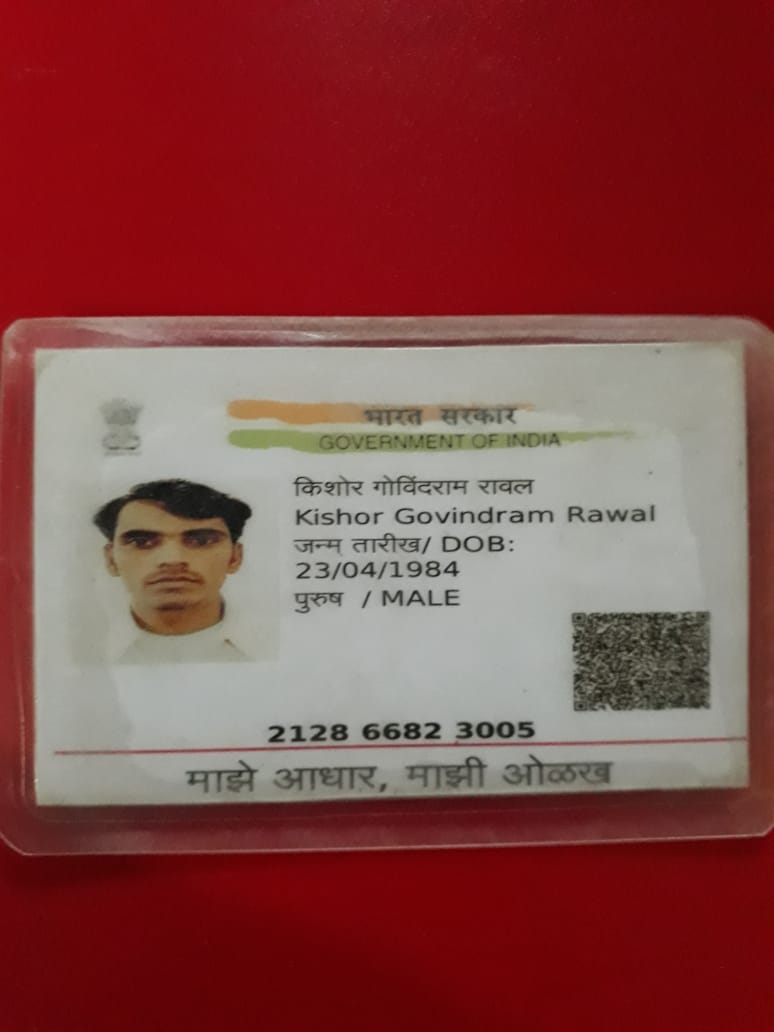 भारत सरकार
GOVERNMENT OF INDIA
किशोर गोविंदराम रावल
Kishor Govindram Rawal
जन्म तारीख/ DOB:
23/04/1984
पुरुष / MALE
2128 6682 3005
माझे आधार, माझी ओळख